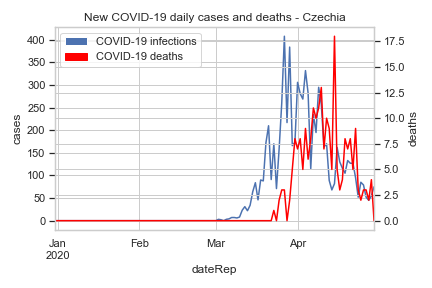 New COVID-19 daily cases and deaths - Czechia
COVID-19 infections
COVID-19 deaths
400
350
300
250
200
150
100
50
0
cases
17.5
15.0
12.5
10.0
7.5
5.0
2.5
0.0
deaths
Jan Feb Mar Apr
2020
dateRep